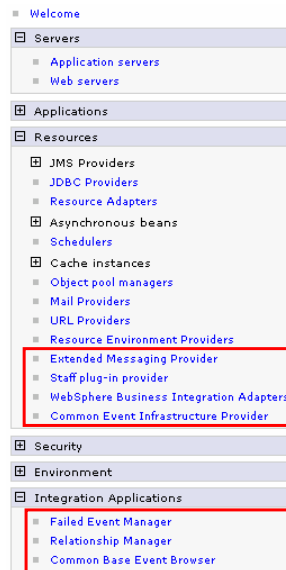 Welcome
Servers
Application servers
Web servers
Applications
Resources
JMS Providers
JDBC Providers
Resource Adapters
Asynchronous beans
Schedulers
Cache instances
Object pool managers
Mail Providers
URL Providers
Resource Environment Providers
Extended Messaging Provider
Staff plug-in provider
WebSphere Business Integration Adapters
Common Event Infrastructure Provider
Security
Environment
Integration Applications
Failed Event Manager
Relationship Manager
Common Base Event Browser